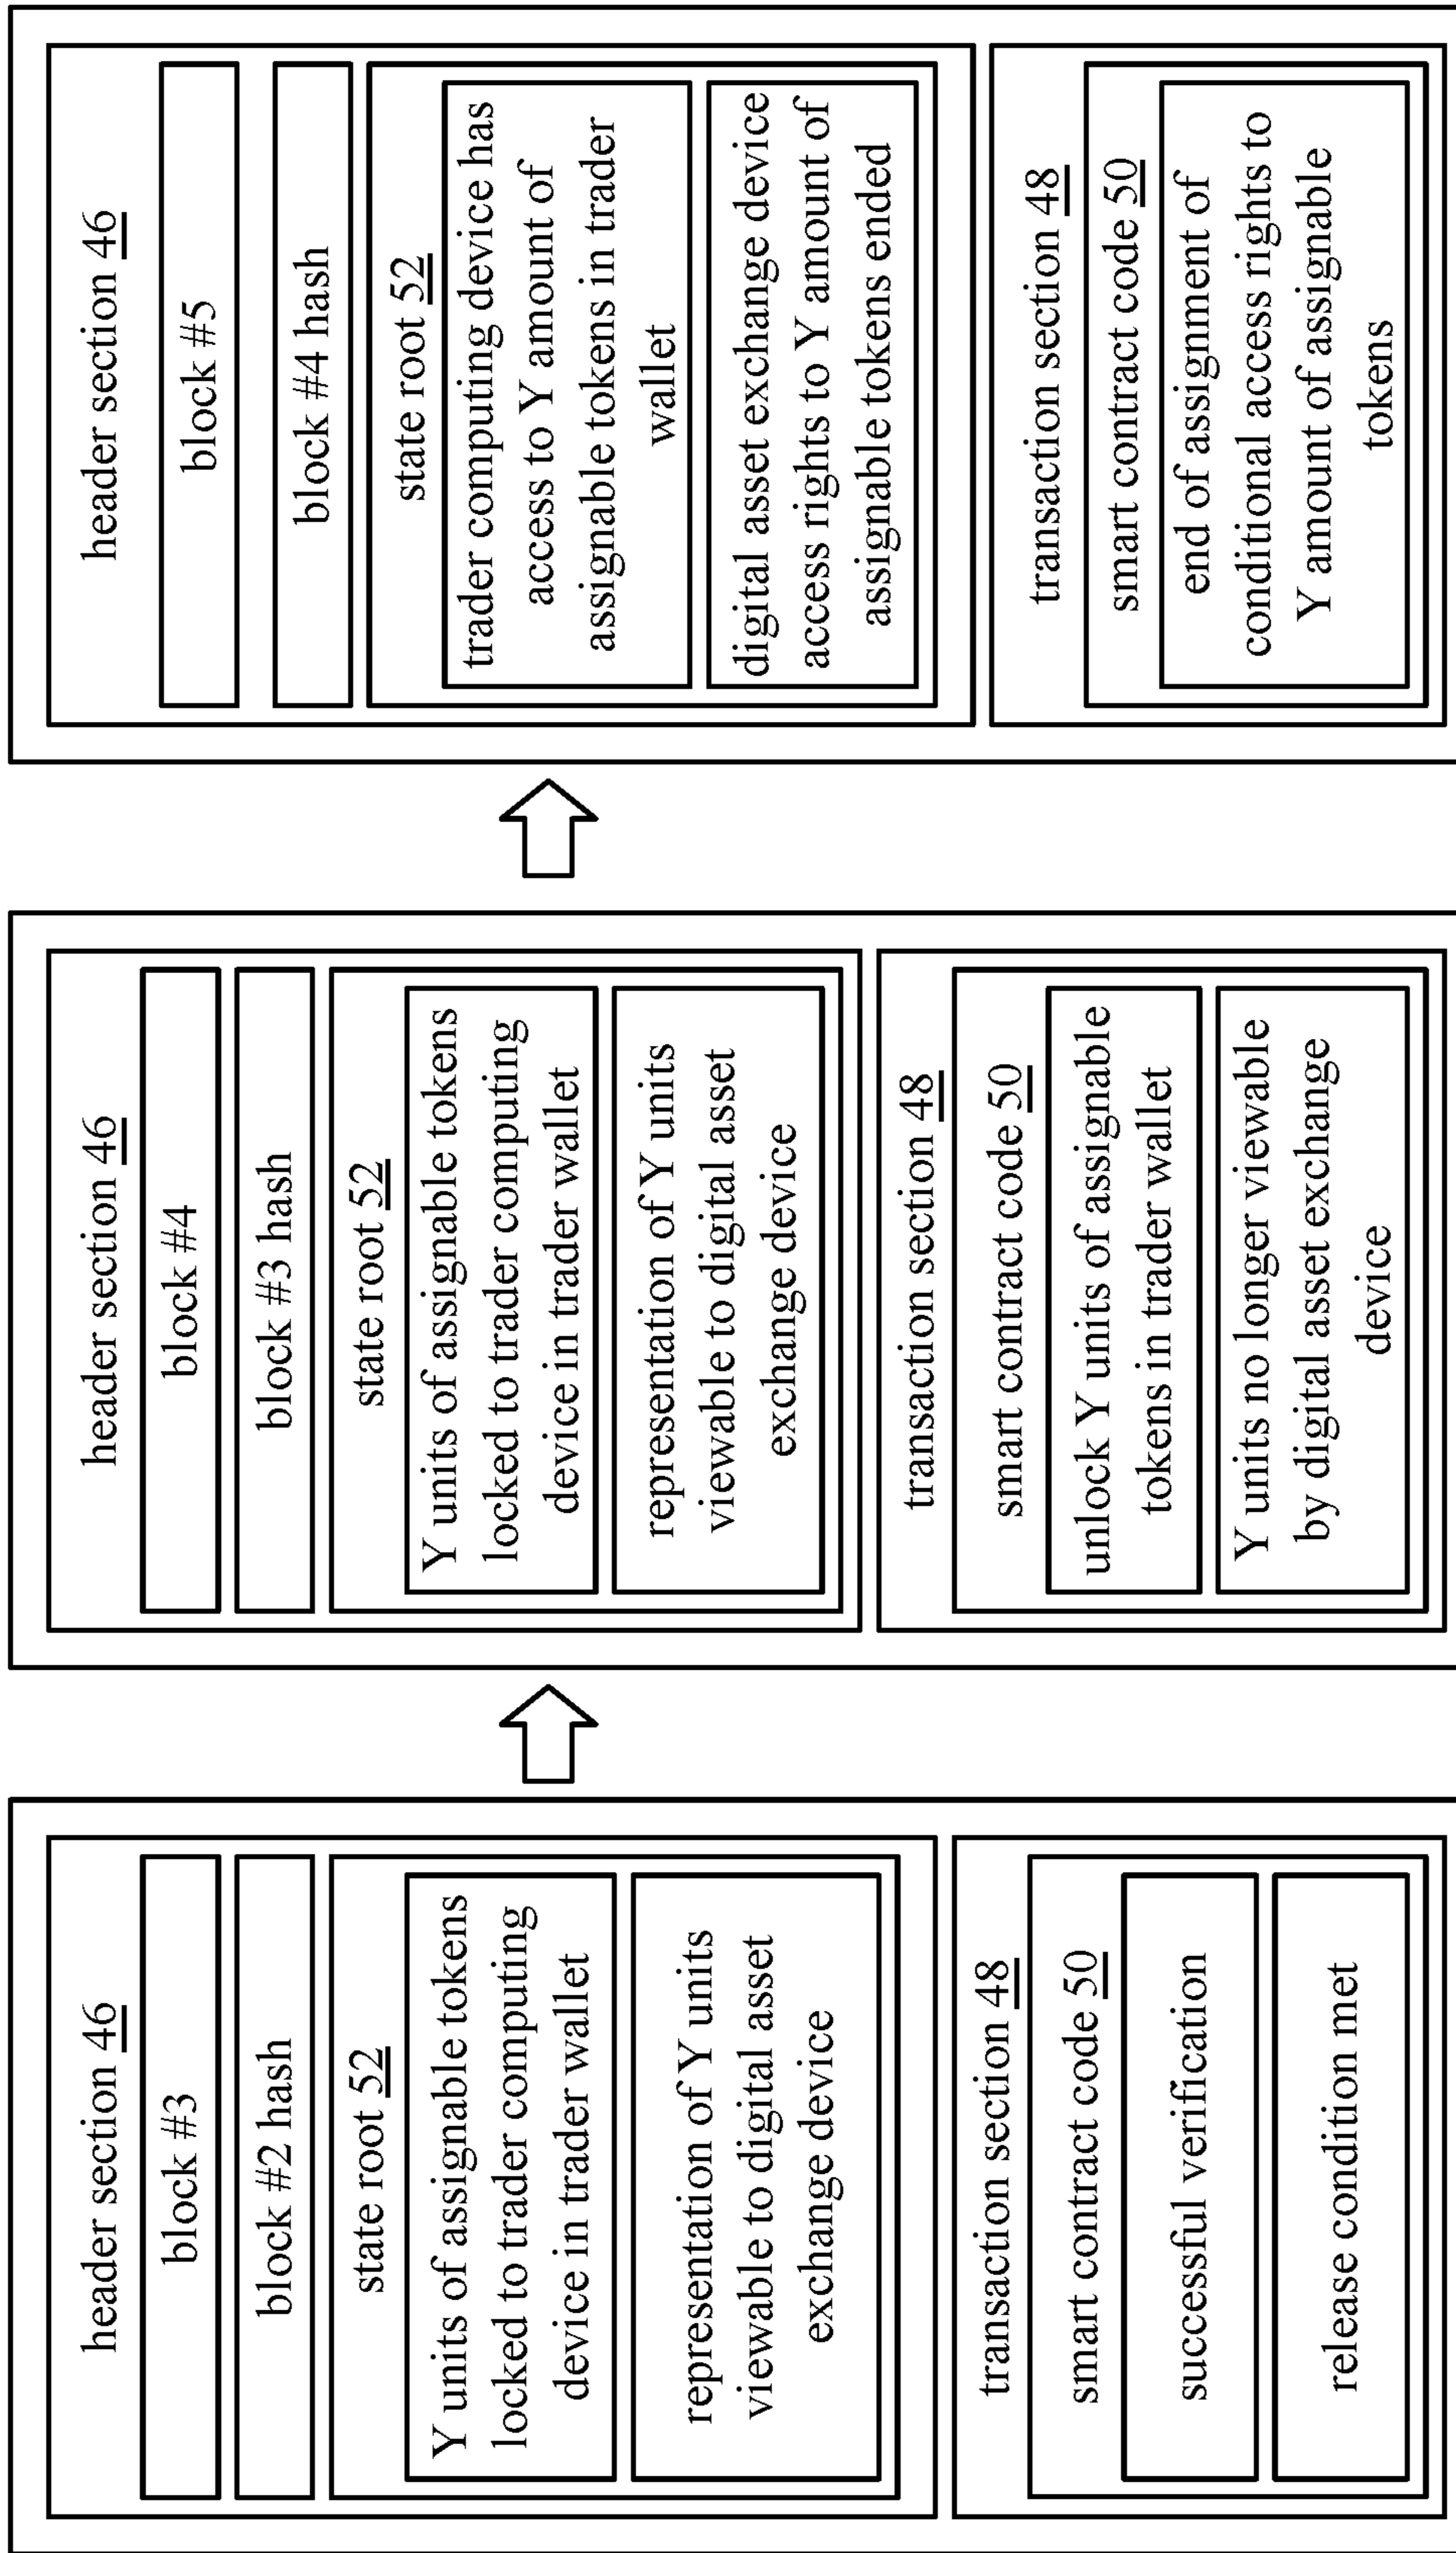 header section 46
block #3
block #2 hash
state root 52
Y units of assignable tokens
locked to trader computing
device in trader wallet
representation of Y units
viewable to digital asset
exchange device
transaction section 48
smart contract code 50
successful verification
release condition met
header section 46
block #4
block #3 hash
state root 52
Y units of assignable tokens
locked to trader computing
device in trader wallet
representation of Y units
viewable to digital asset
exchange device
transaction section 48
smart contract code 50
unlock Y units of assignable
tokens in trader wallet
Y units no longer viewable
by digital asset exchange
device
header section 46
block #5
block #4 hash
state root 52
trader computing device has
access to Y amount of
assignable tokens in trader
wallet
digital asset exchange device
access rights to Y amount of
assignable tokens ended
transaction section 48
smart contract code 50
end of assignment of
conditional access rights to
Y amount of assignable
tokens